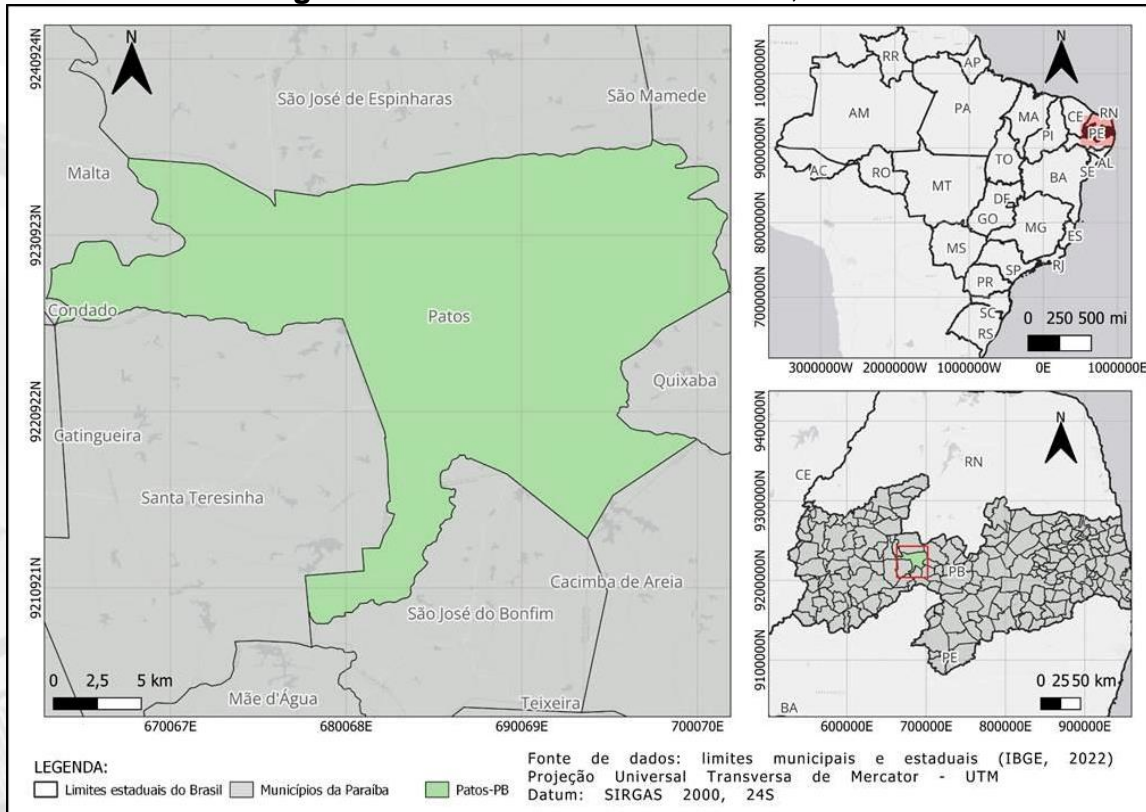 N
9240924N
São José de Espinharas
São Mamede
Malta
9230923N
Condado
Patos
Quixaba
9220922N
Catingueira
Santa Teresinha
9210921N
Cacimba de Areia
São José do Bonfim
0 2,5 5 km
Mãe d'Água
Teixeira
670067E 680068E 690069E 700070E
N
10000000N
RR AP
AM PA MA CE RN
PI PE
9000000N
AC RO TO AL
SE
MT BA
8000000N
DF
GO
MG
MS ES
SP RJ
PR
7000000N
SC
RS
0 250 500 mi
3000000W 2000000W 1000000W 0E 1000000E
9400000N
N
CE RN
9300000N
9200000N
PB
9100000N
PE
0 25 50 km
BA
600000E 700000E 800000E 900000E
LEGENDA:
Limites estaduais do Brasil Municípios da Paraíba Patos-PB
Fonte de dados: limites municipais e estaduais (IBGE, 2022)
Projeção Universal Transversa de Mercator - UTM
Datum: SIRGAS 2000, 24S